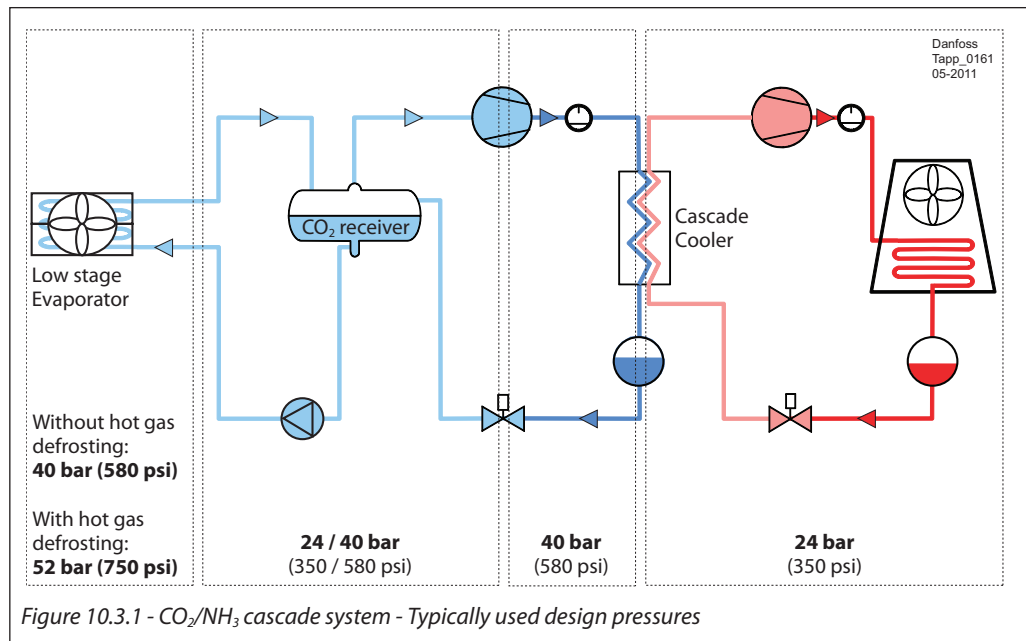 Danfoss
Tapp_0161
05-2011
CO₂ receiver
Cascade
Cooler
Low stage
Evaporator
Without hot gas
defrosting:
40 bar (580 psi)
With hot gas
defrosting:
52 bar (750 psi)
24 / 40 bar
(350 / 580 psi)
40 bar
(580 psi)
24 bar
(350 psi)
Figure 10.3.1 - CO₂/NH₃ cascade system - Typically used design pressures